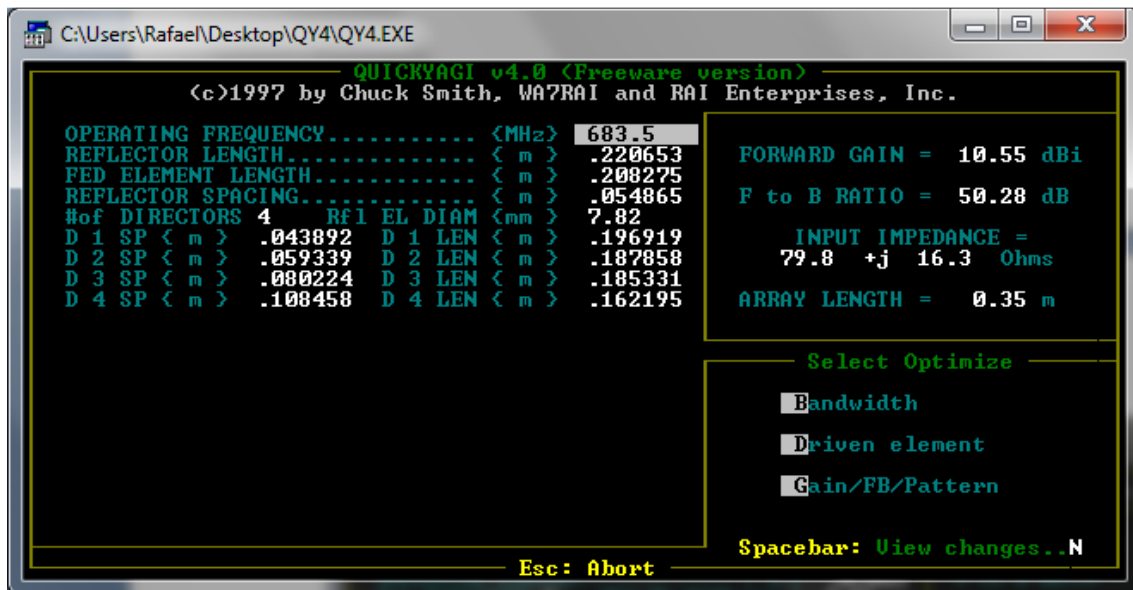 C:\Users\Rafael\Desktop\QY4\QY4.EXE
QUICKYAGI v4.0 (Freeware version)
(c)1997 by Chuck Smith, WA7RAI and RAI Enterprises, Inc.
OPERATING FREQUENCY............ {MHz} 683.5
REFLECTOR LENGTH............... { m } .220653
FED ELEMENT LENGTH............. { m } .208275
REFLECTOR SPACING.............. { m } .054865
#of DIRECTORS 4 Rfl EL DIAM {mm } 7.82
D 1 SP { m } .043892 D 1 LEN { m } .196919
D 2 SP { m } .059339 D 2 LEN { m } .187858
D 3 SP { m } .080224 D 3 LEN { m } .185331
D 4 SP { m } .108458 D 4 LEN { m } .162195
FORWARD GAIN = 10.55 dBi
F to B RATIO = 50.28 dB
INPUT IMPEDANCE =
79.8 +j 16.3 Ohms
ARRAY LENGTH = 0.35 m
Select Optimize
Bandwidth
Driven element
Gain/FB/Pattern
Spacebar: View changes..N
Esc: Abort